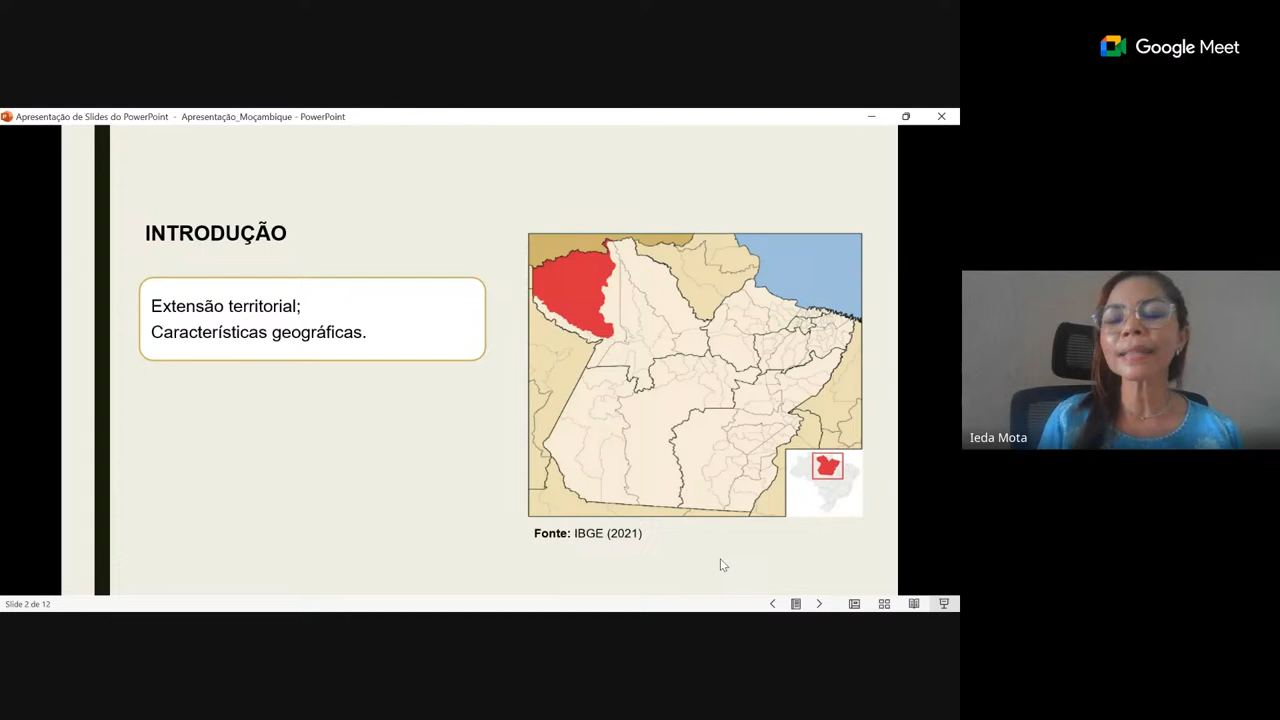 Google Meet
Apresentação de Slides do PowerPoint - Apresentação_Moçambique - PowerPoint
INTRODUÇÃO
Extensão territorial;
Características geográficas.
Fonte: IBGE (2021)
Ieda Mota
Slide 2 de 12